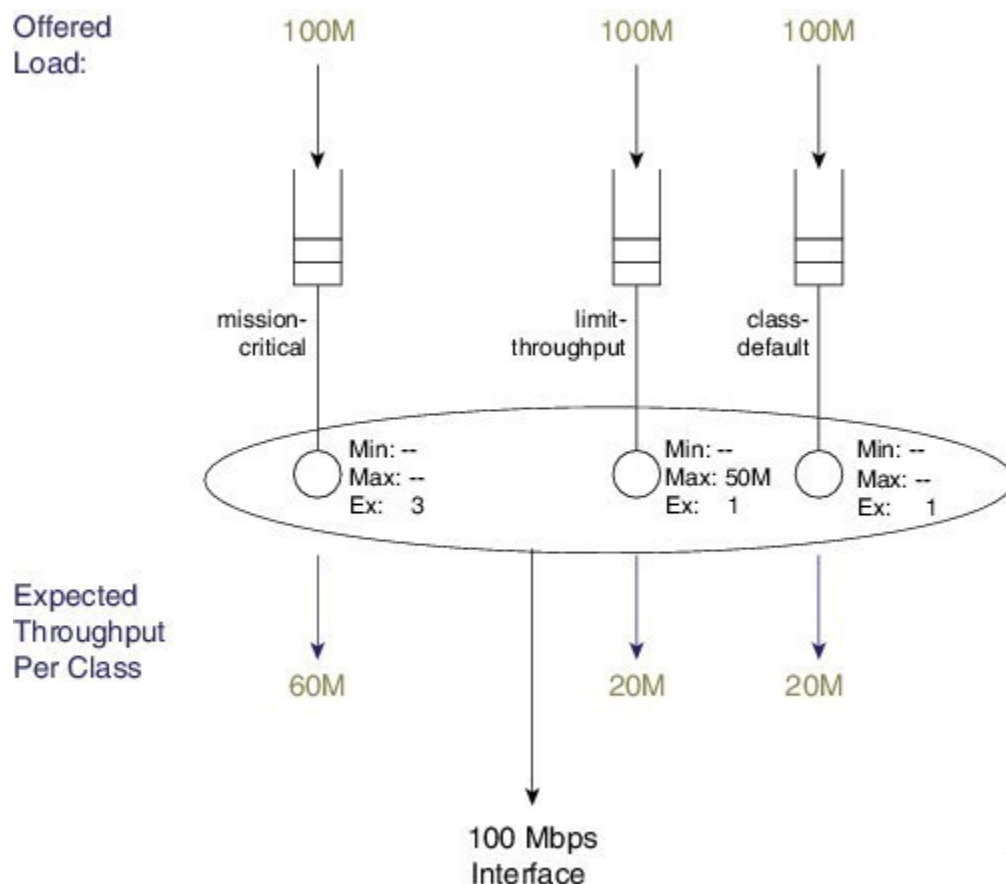 Offered
Load:
100M
100M
100M
mission-
critical
limit-
throughput
class-
default
Min: --
Max: --
Ex: 3
Min: --
Max: 50M
Ex: 1
Min: --
Max: --
Ex: 1
Expected
Throughput
Per Class
60M
20M
20M
100 Mbps
Interface